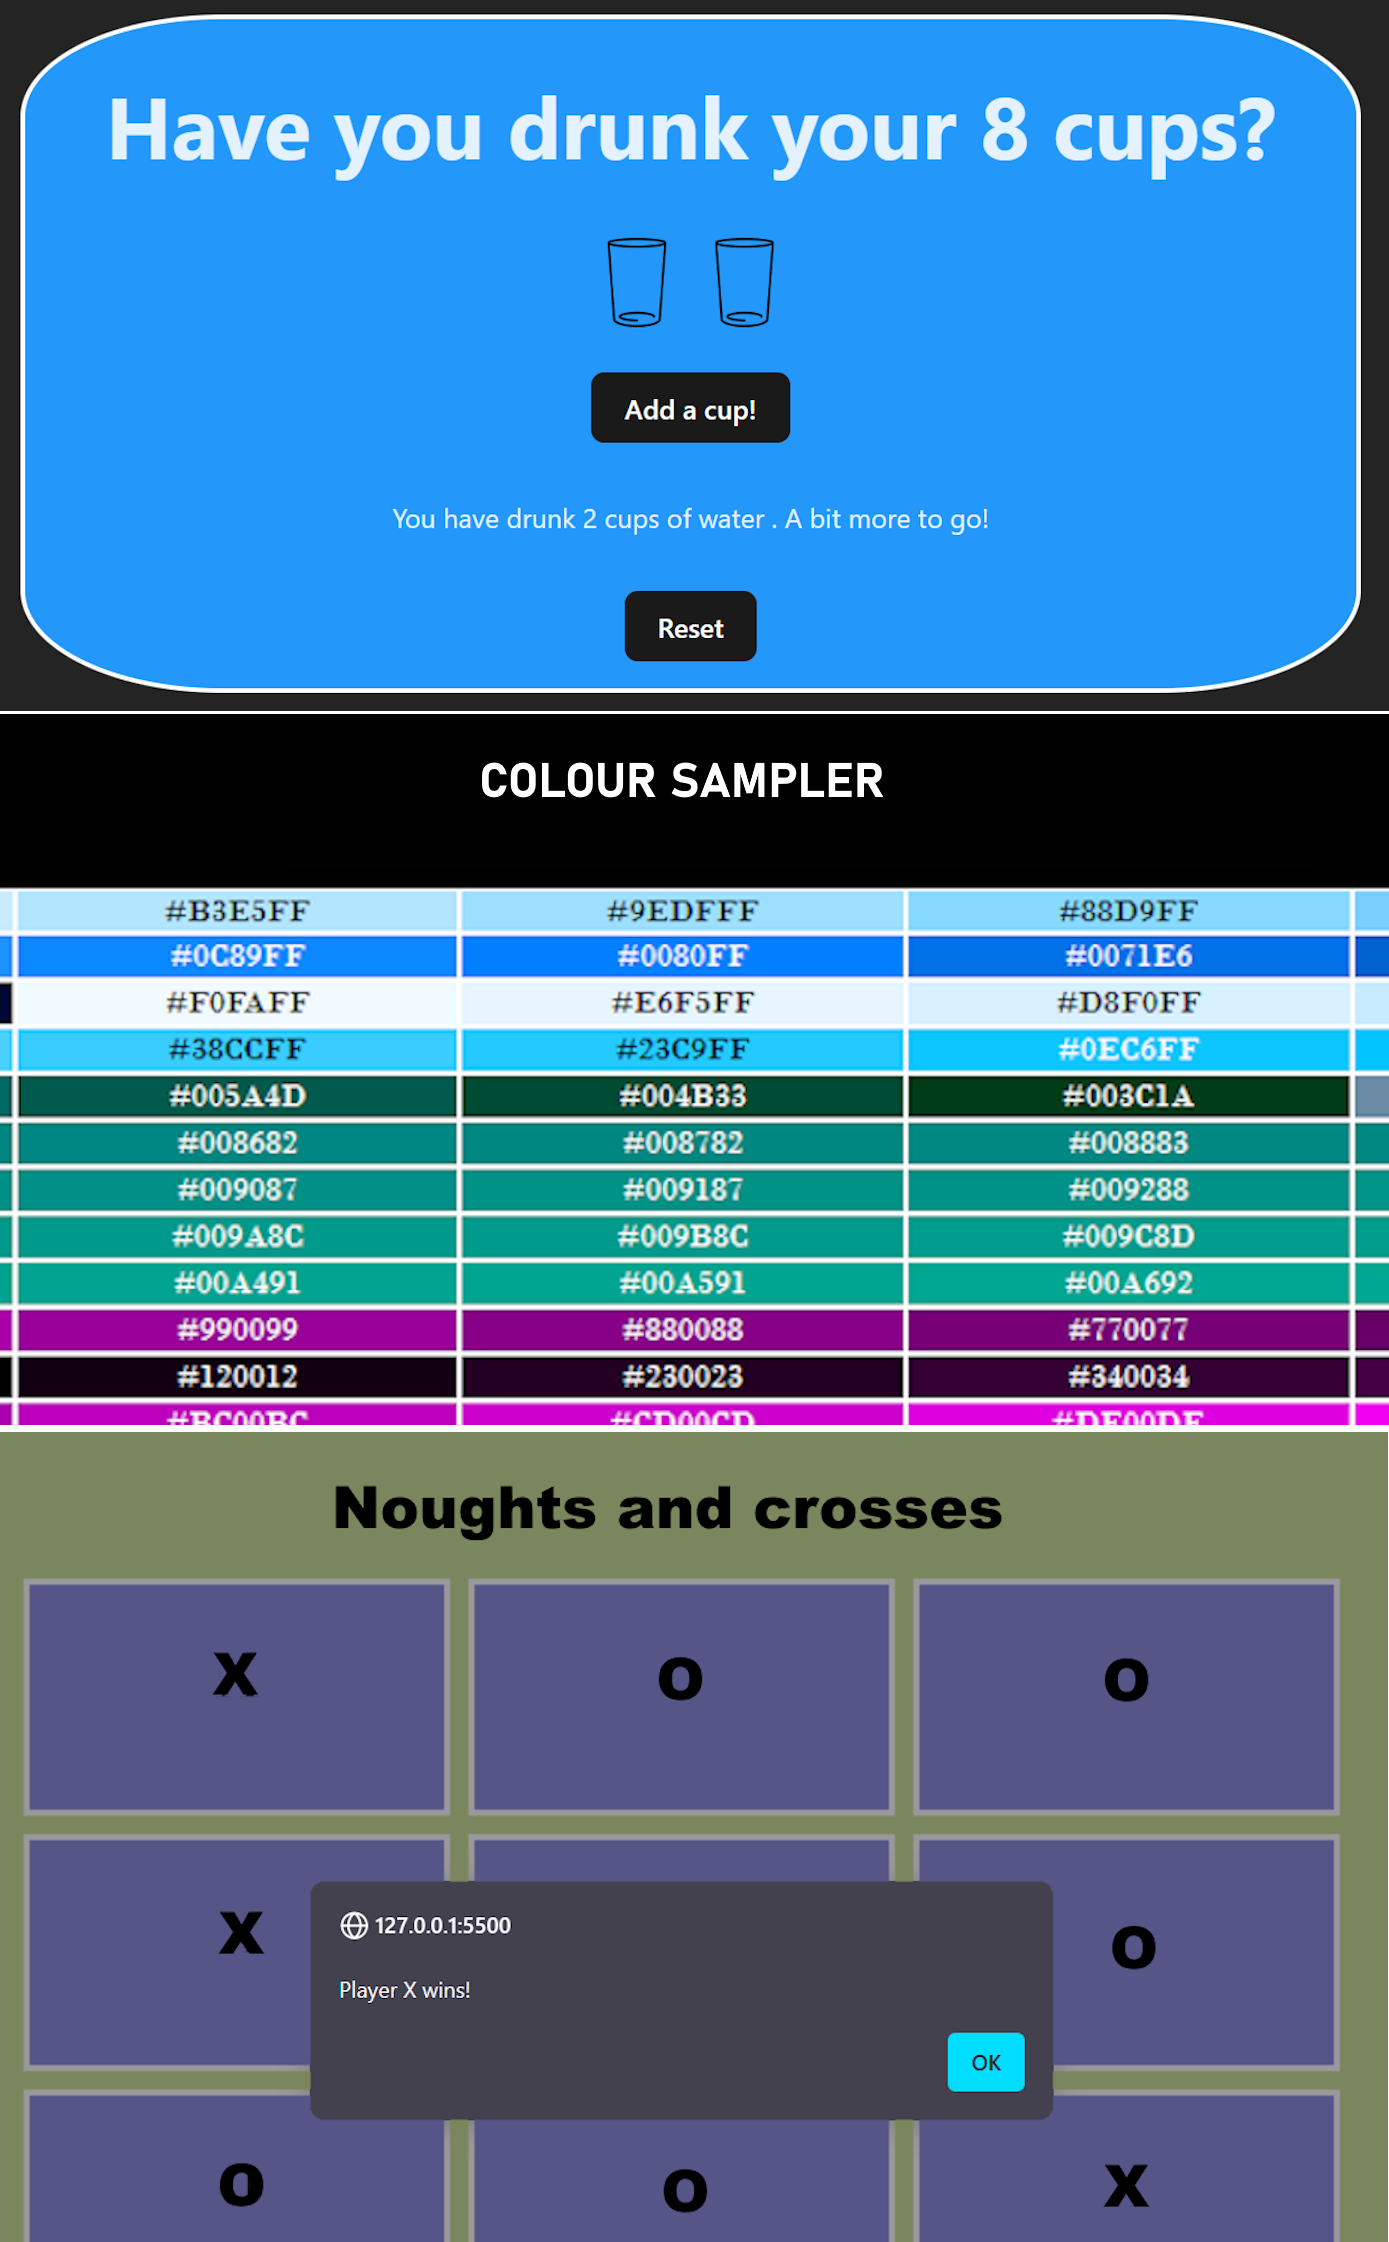 Have you drunk your 8 cups?
Add a cup!
You have drunk 2 cups of water . A bit more to go!
Reset
COLOUR SAMPLER
#B3E5FF #9EDFFF #88D9FF
#0C89FF #0080FF #0071E6
#F0FAFF #E6F5FF #D8F0FF
#38CCFF #23C9FF #0EC6FF
#005A4D #004B33 #003C1A
#008682 #008782 #008883
#009087 #009187 #009288
#009A8C #009B8C #009C8D
#00A491 #00A591 #00A692
#990099 #880088 #770077
#120012 #230023 #340034
#BC00BC #CD00CD #DE00DE
Noughts and crosses
X O O
X O
127.0.0.1:5500
Player X wins!
OK
O O X